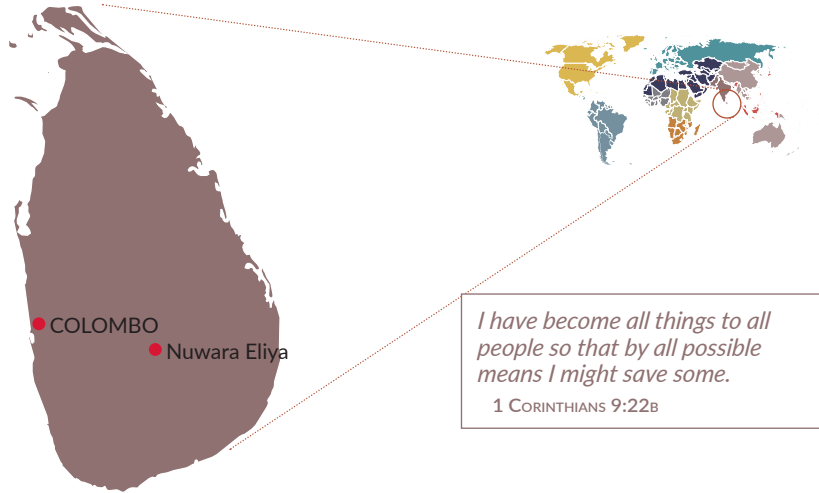 COLOMBO
Nuwara Eliya
I have become all things to all
people so that by all possible
means I might save some.
1 Corinthians 9:22b